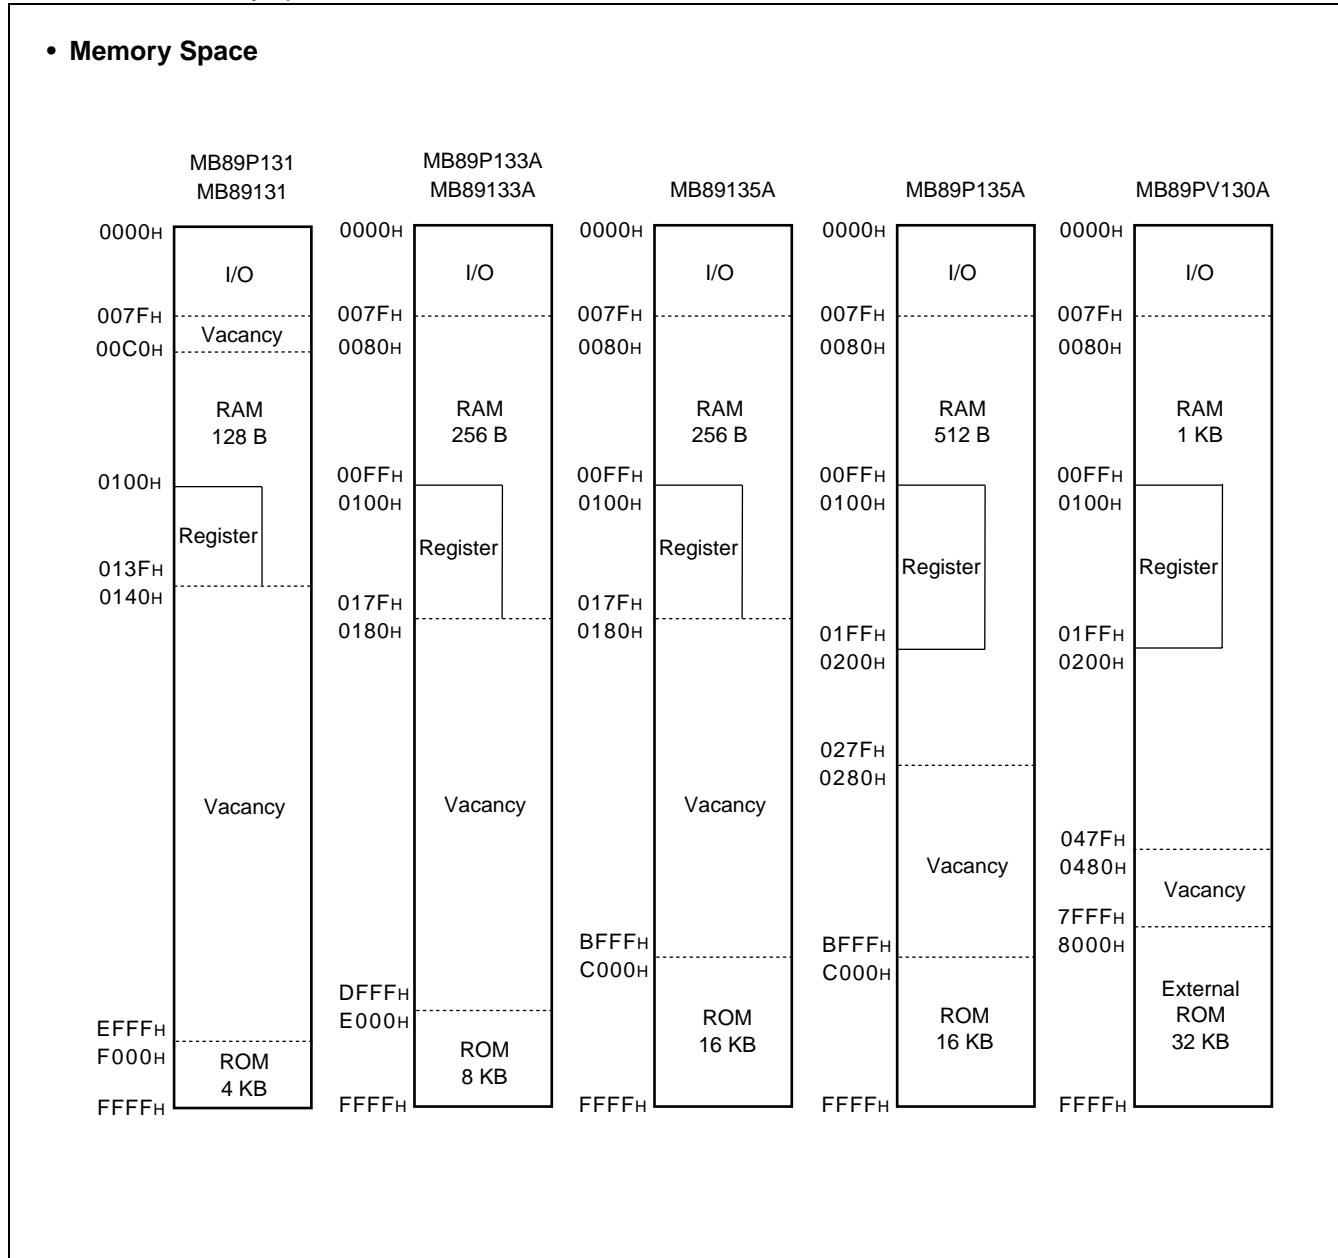 • Memory Space
MB89P131
MB89131
0000H
I/O
007FH
Vacancy
00C0H
RAM
128 B
0100H
Register
013FH
0140H
Vacancy
EFFFH
F000H
ROM
4 KB
FFFFH
MB89P133A
MB89133A
0000H
I/O
007FH
0080H
RAM
256 B
00FFH
0100H
Register
017FH
0180H
Vacancy
DFFFH
E000H
ROM
8 KB
FFFFH
MB89135A
0000H
I/O
007FH
0080H
RAM
256 B
00FFH
0100H
Register
017FH
0180H
Vacancy
BFFFH
C000H
ROM
16 KB
FFFFH
MB89P135A
0000H
I/O
007FH
0080H
RAM
512 B
00FFH
0100H
Register
01FFH
0200H
027FH
0280H
Vacancy
BFFFH
C000H
ROM
16 KB
FFFFH
MB89PV130A
0000H
I/O
007FH
0080H
RAM
1 KB
00FFH
0100H
Register
01FFH
0200H
047FH
0480H
Vacancy
7FFFH
8000H
External
ROM
32 KB
FFFFH